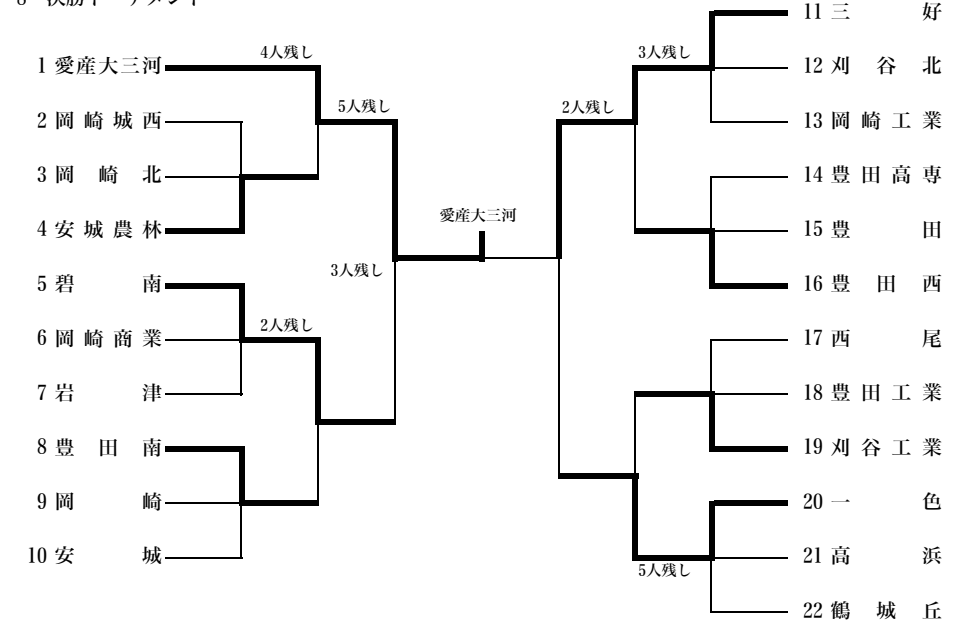 3 決勝トーナメント
1 愛産大三河
2 岡崎城西
3 岡崎北
4 安城農林
5 碧南
6 岡崎商業
7 岩津
8 豊田南
9 岡崎
10 安城
4人残し
5人残し
2人残し
3人残し
愛産大三河
2人残し
3人残し
5人残し
11 三好
12 刈谷北
13 岡崎工業
14 豊田高専
15 豊田
16 豊田西
17 西尾
18 豊田工業
19 刈谷工業
20 一色
21 高浜
22 鶴城丘